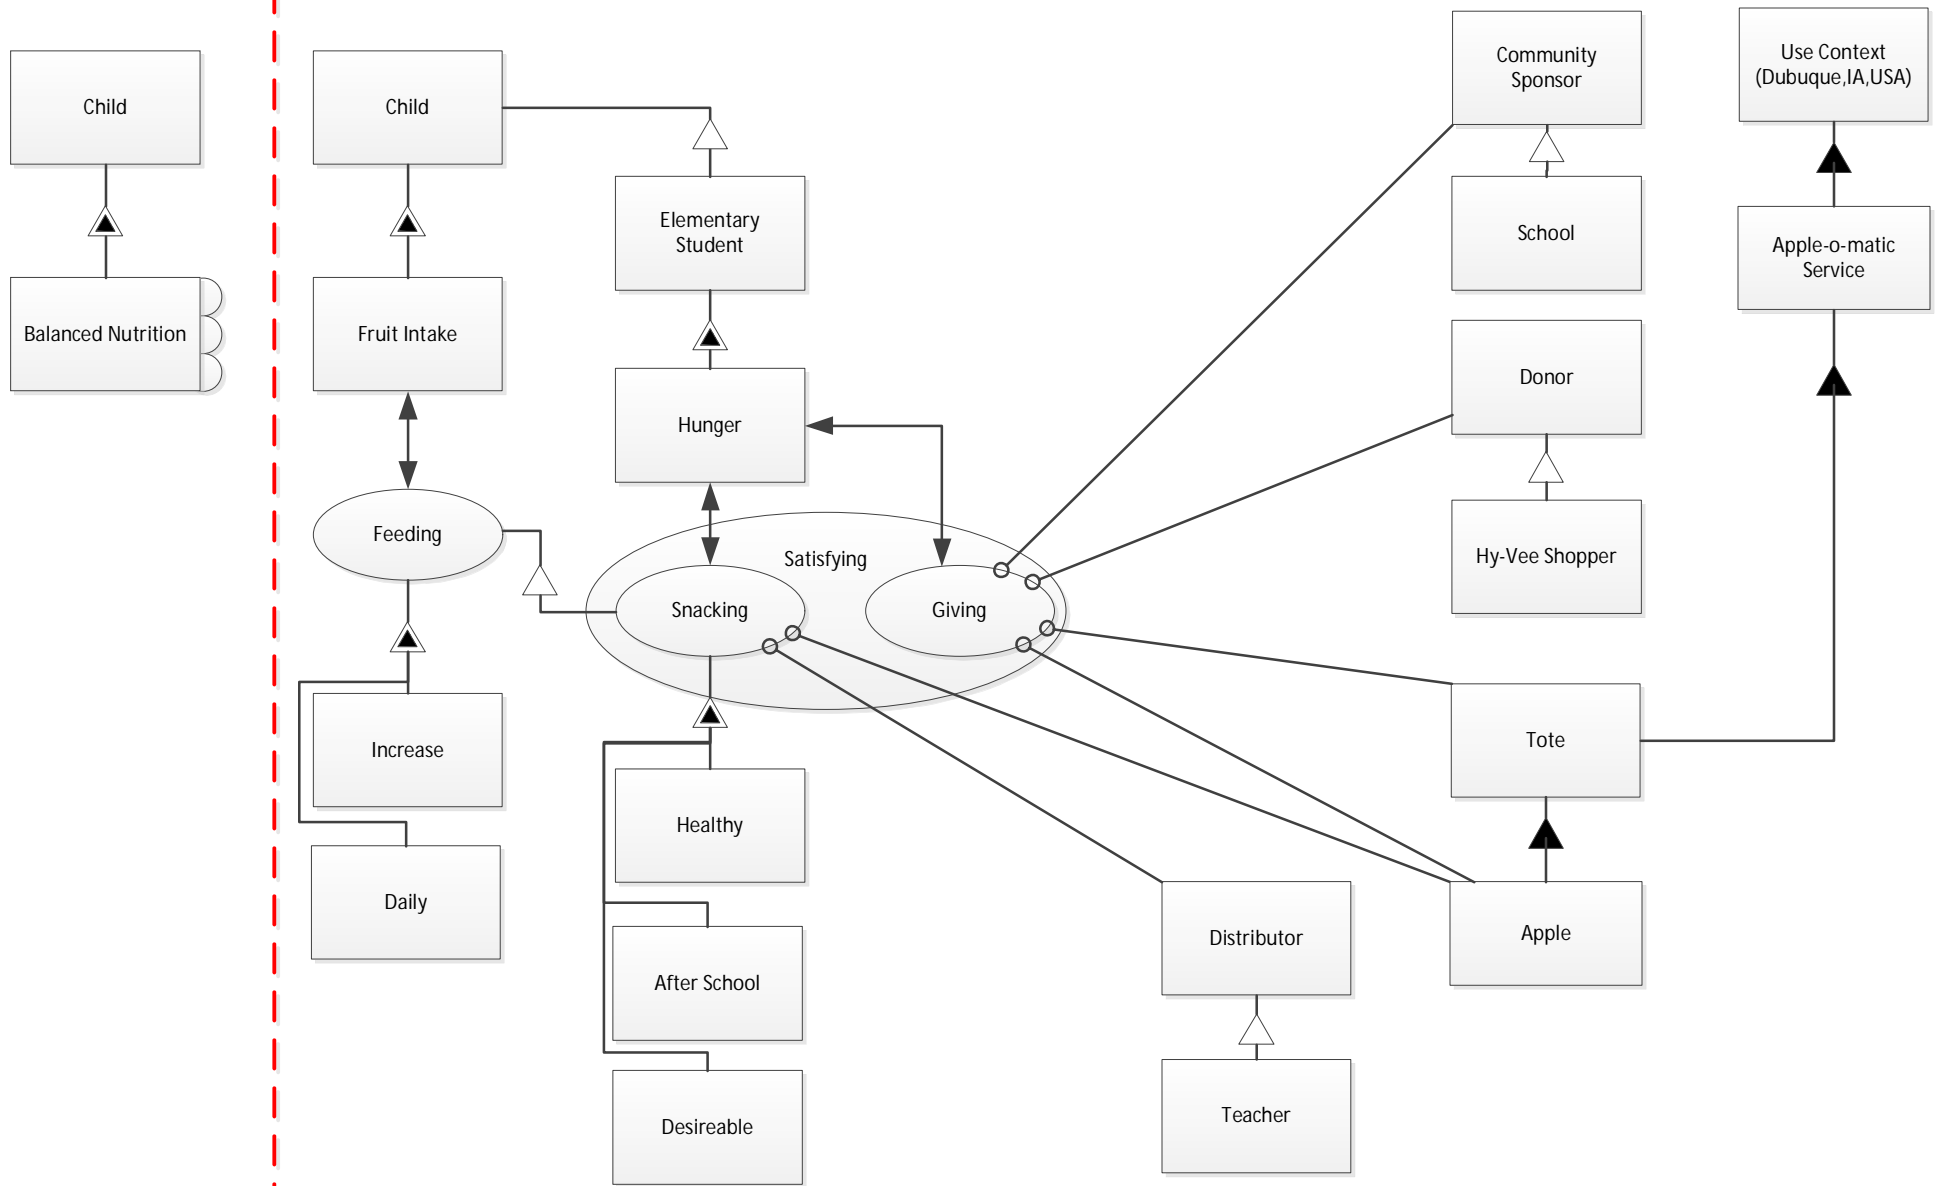 Child
Balanced Nutrition
Child
Fruit Intake
Feeding
Increase
Daily
Elementary
Student
Hunger
Satisfying
Snacking
Giving
Healthy
After School
Desireable
Community
Sponsor
School
Donor
Hy-Vee Shopper
Tote
Apple
Distributor
Teacher
Use Context
(Dubuque,IA,USA)
Apple-o-matic
Service